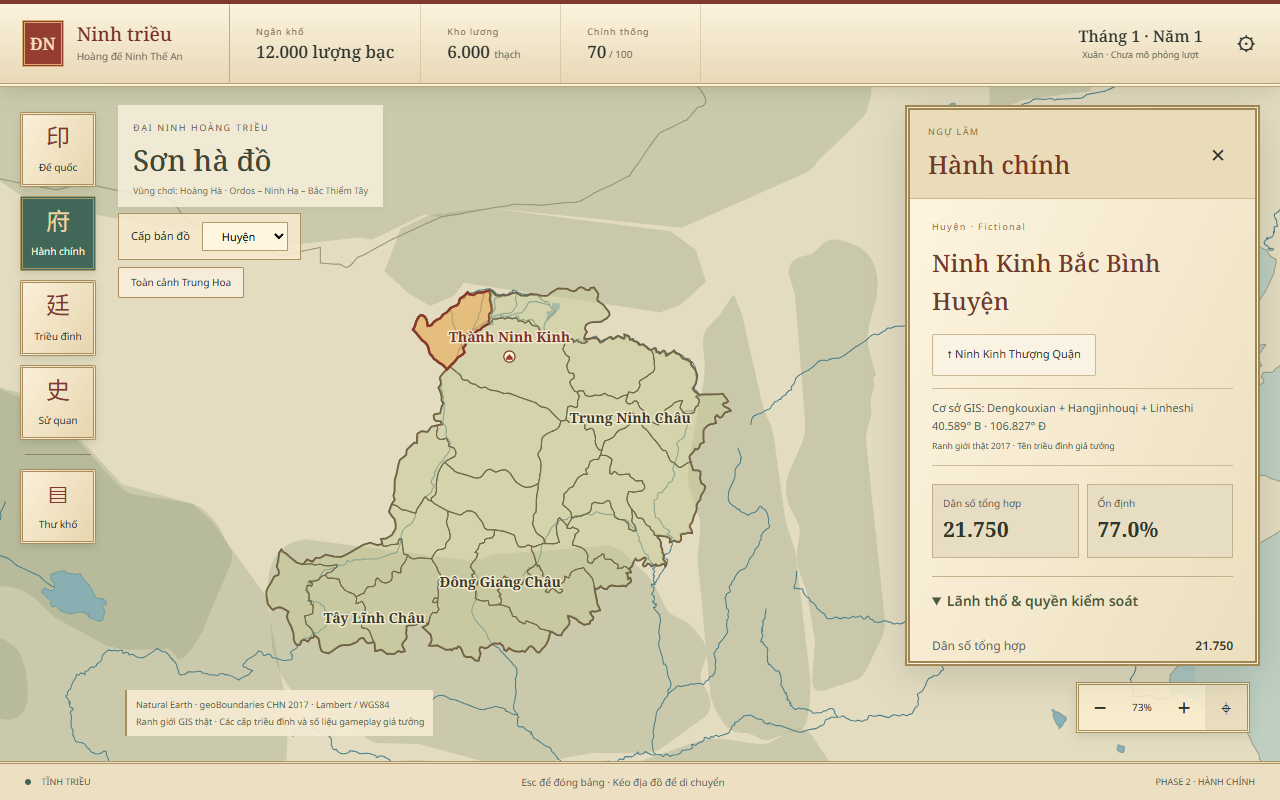 ĐN
Ninh triều
Hoàng đế Ninh Thế An
Ngân khố
12.000 lượng bạc
Kho lương
6.000 thạch
Chính thống
70 / 100
Tháng 1 · Năm 1
Xuân · Chưa mô phỏng lượt
印
Đế quốc
府
Hành chính
廷
Triều đình
史
Sử quan
Thư khố
ĐẠI NINH HOÀNG TRIỀU
Sơn hà đồ
Vùng chơi: Hoàng Hà · Ordos – Ninh Hạ – Bắc Thiểm Tây
Cấp bản đồ
Huyện
Toàn cảnh Trung Hoa
Thành Ninh Kinh
Trung Ninh Châu
Đông Giang Châu
Tây Lĩnh Châu
NGỰ LÃM
Hành chính
✕
Huyện · Fictional
Ninh Kinh Bắc Bình
Huyện
↑ Ninh Kinh Thượng Quận
Cơ sở GIS: Dengkouxian + Hangjinhouqi + Linheshi
40.589° B · 106.827° Đ
Ranh giới thật 2017 · Tên triều đình giả tưởng
Dân số tổng hợp
21.750
Ổn định
77.0%
▼ Lãnh thổ & quyền kiểm soát
Dân số tổng hợp
21.750
Natural Earth · geoBoundaries CHN 2017 · Lambert / WGS84
Ranh giới GIS thật · Các cấp triều đình và số liệu gameplay giả tưởng
− 73% +
TĨNH TRIỀU
Esc để đóng bảng · Kéo địa đồ để di chuyển
PHASE 2 · HÀNH CHÍNH